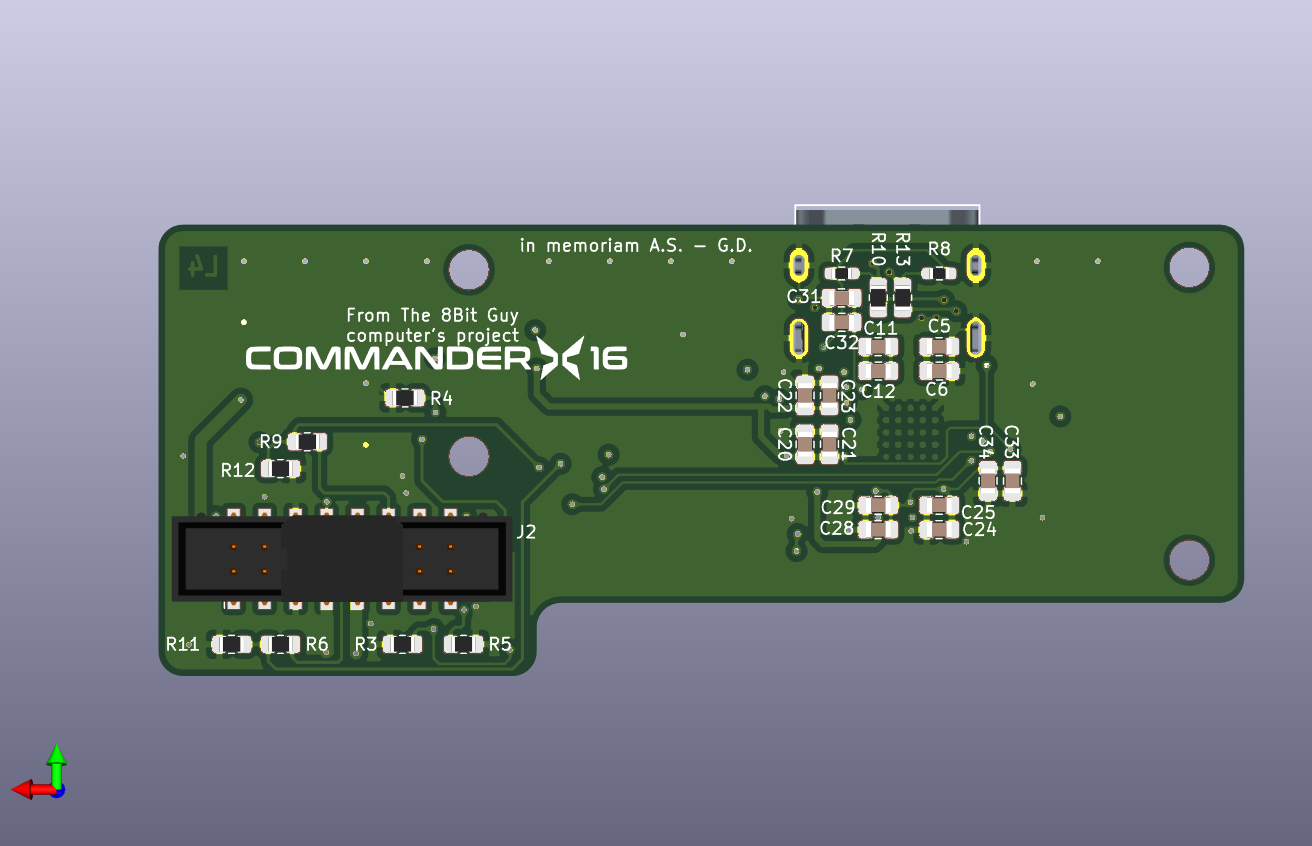 in memoriam A.S. – G.D.
L4
R10
R13
R7
R8
C31
From The 8Bit Guy
computer's project
COMMANDER X 16
C32
C11
C5
C12
C6
R4
C22
C23
R9
C20
C21
C34
C33
R12
C29
C25
C28
C24
J2
R11
R6
R3
R5